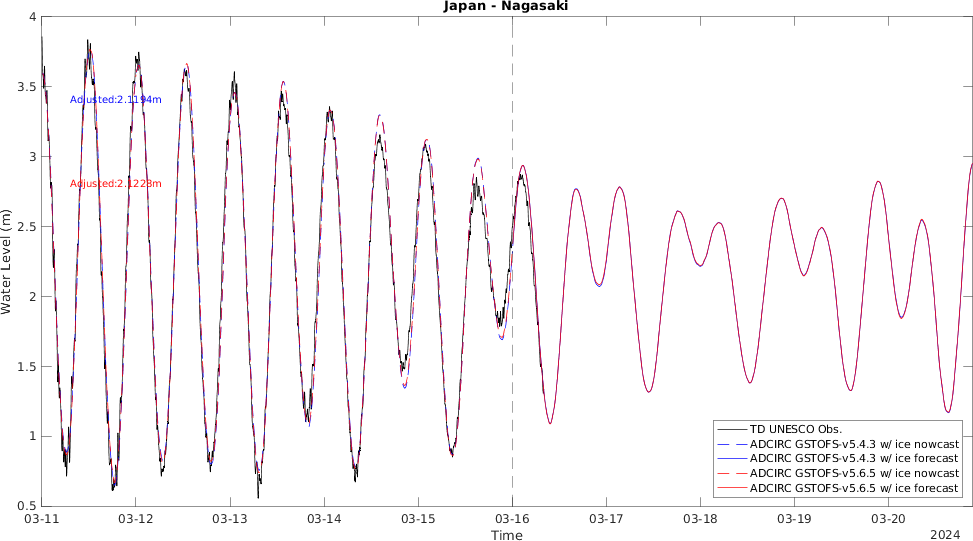 Japan - Nagasaki
Water Level (m)
4
3.5
3
2.5
2
1.5
1
0.5
Adjusted:2.1194m
Adjusted:2.1223m
TD UNESCO Obs.
ADCIRC GSTOFS-v5.4.3 w/ ice nowcast
ADCIRC GSTOFS-v5.4.3 w/ ice forecast
ADCIRC GSTOFS-v5.6.5 w/ ice nowcast
ADCIRC GSTOFS-v5.6.5 w/ ice forecast
03-11 03-12 03-13 03-14 03-15 03-16 03-17 03-18 03-19 03-20
Time
2024